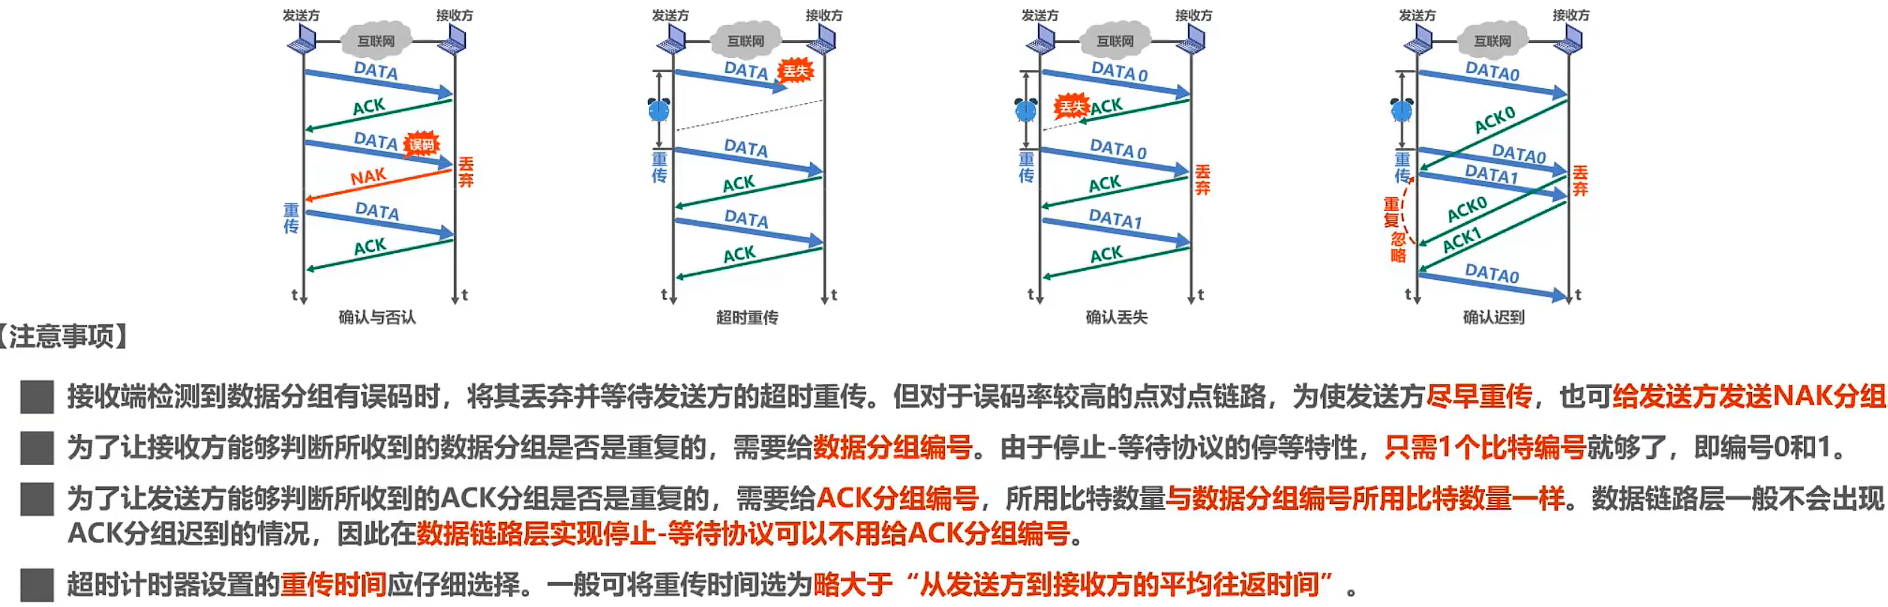 发送方 接收方
互联网
DATA
ACK
DATA 误码
丢弃
NAK
重传
DATA
ACK
t t
确认与否认
发送方 接收方
互联网
DATA 丢失
重传
DATA
ACK
DATA
ACK
t t
超时重传
发送方 接收方
互联网
DATA0
丢失 ACK
重传
DATA0
丢弃
ACK
DATA1
ACK
t t
确认丢失
发送方 接收方
互联网
DATA0
ACK0
重传
DATA0
丢弃
DATA1
重复
ACK0
忽略
ACK1
DATA0
t t
确认迟到
【注意事项】
接收端检测到数据分组有误码时，将其丢弃并等待发送方的超时重传。但对于误码率较高的点对点链路，为使发送方尽早重传，也可给发送方发送NAK分组
为了让接收方能够判断所收到的数据分组是否是重复的，需要给数据分组编号。由于停止-等待协议的停等特性，只需1个比特编号就够了，即编号0和1。
为了让发送方能够判断所收到的ACK分组是否是重复的，需要给ACK分组编号，所用比特数量与数据分组编号所用比特数量一样。数据链路层一般不会出现
ACK分组迟到的情况，因此在数据链路层实现停止-等待协议可以不用给ACK分组编号。
超时计时器设置的重传时间应仔细选择。一般可将重传时间选为略大于“从发送方到接收方的平均往返时间”。